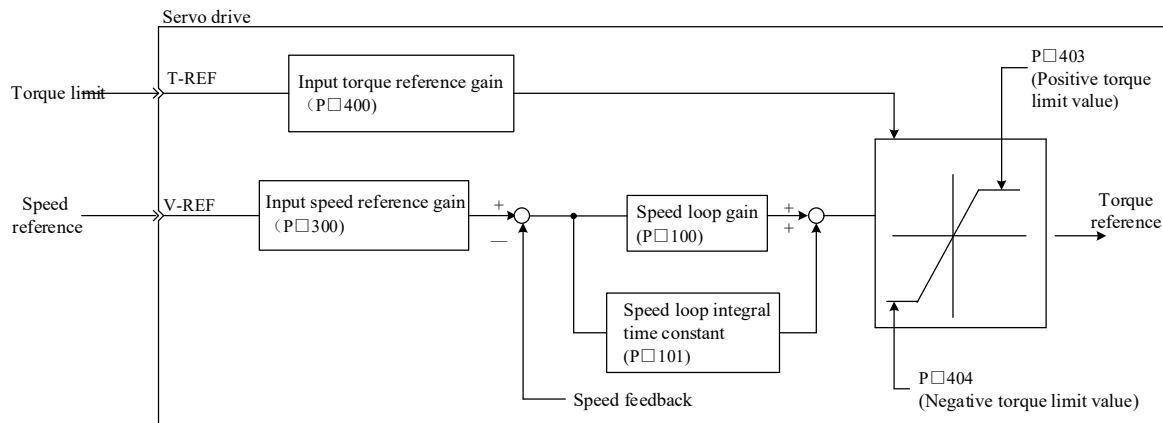 Servo drive
T-REF
Torque limit
Input torque reference gain
（P□400）
P□403
(Positive torque
limit value)
V-REF
Speed
reference
Input speed reference gain
（P□300）
+
—
Speed loop gain
(P□100)
+
+
Torque
reference
Speed loop integral
time constant
(P□101)
Speed feedback
P□404
(Negative torque limit value)